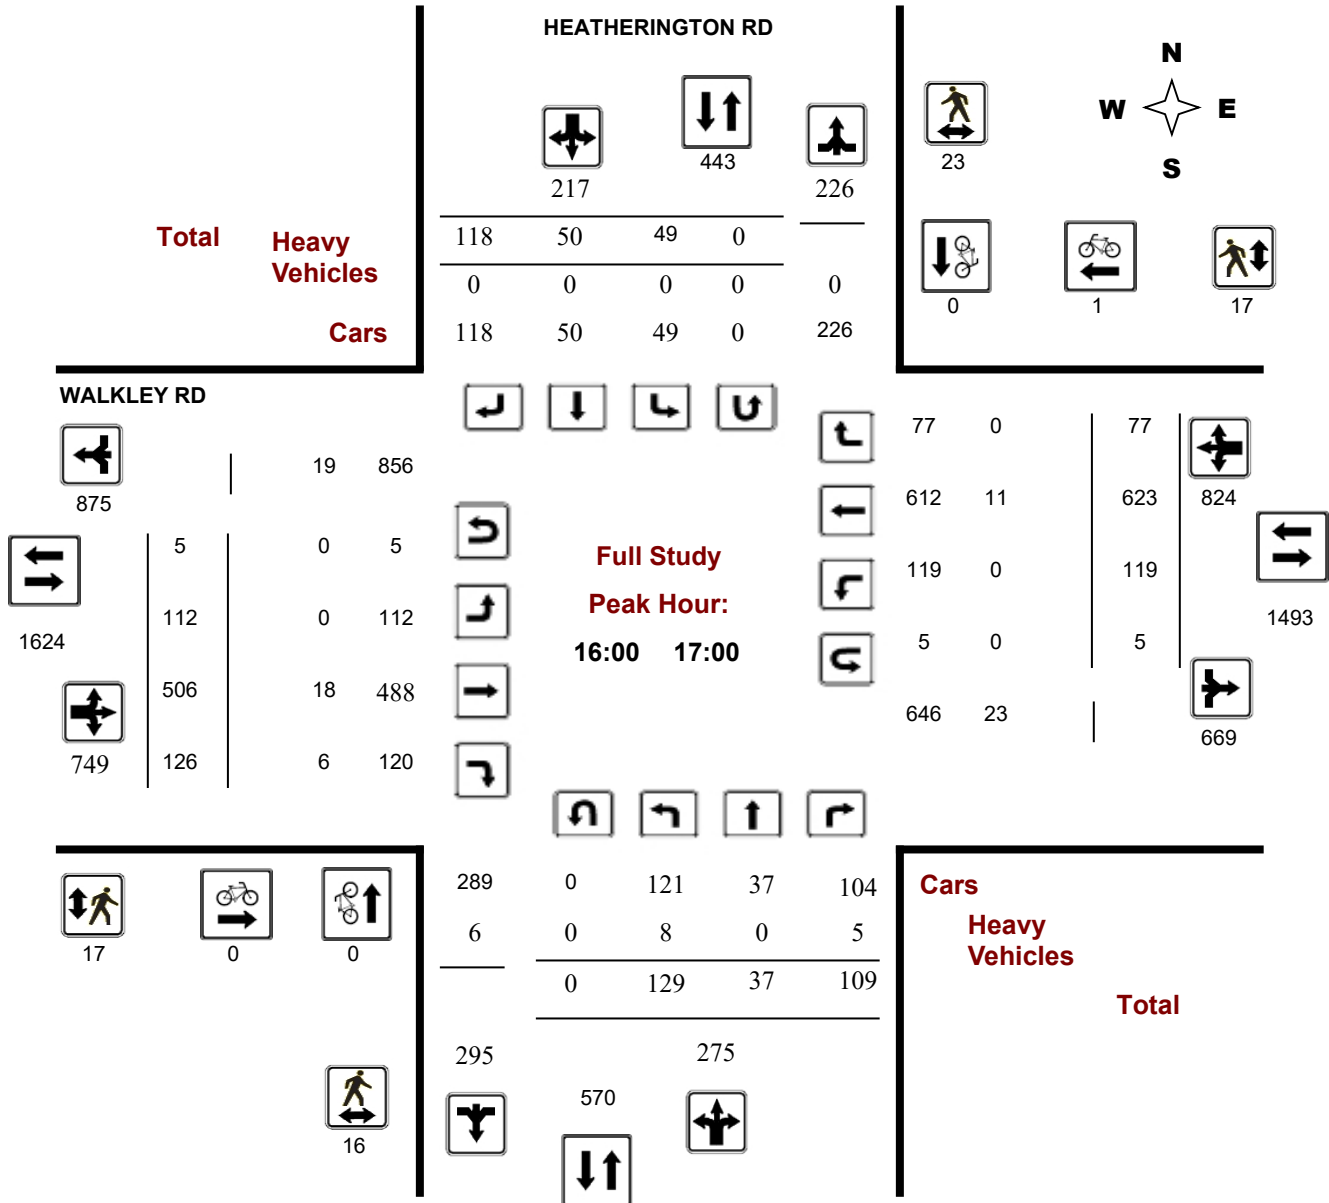 HEATHERINGTON RD
N
W E
S
23
443
217 226
Total Heavy Vehicles
118 50 49 0
0 0 0 0 0
Cars 118 50 49 0 226
0 1 17
WALKLEY RD
875
19 856
5 0 5
112 0 112
1624
506 18 488
749
126 6 120
Full Study
Peak Hour:
16:00 17:00
77 0 77
612 11 623
824
119 0 119
1493
5 0 5
646 23
669
17 0 0
289 0 121 37 104
Cars
6 0 8 0 5
Heavy
Vehicles
0 129 37 109
Total
295 275
570
16